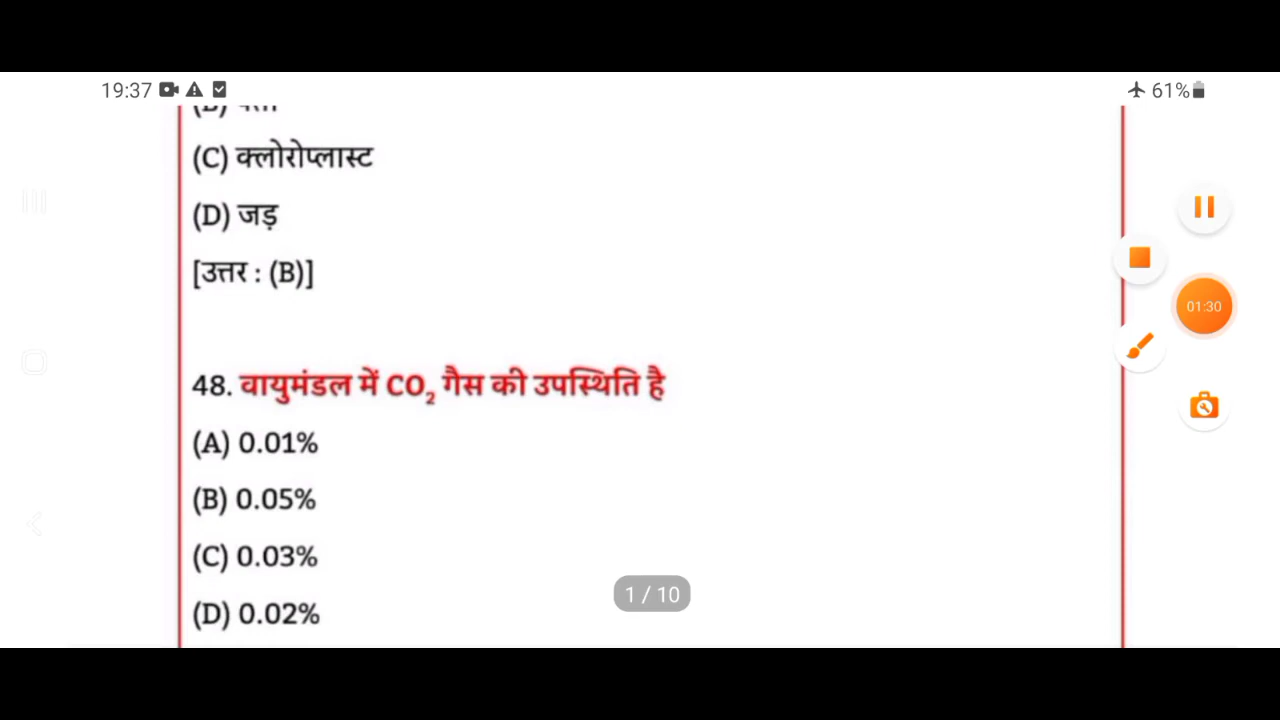 19:37
61%
(C) क्लोरोप्लास्ट
(D) जड़
[उत्तर : (B)]
01:30
48. वायुमंडल में CO₂ गैस की उपस्थिति है
(A) 0.01%
(B) 0.05%
(C) 0.03%
1 / 10
(D) 0.02%